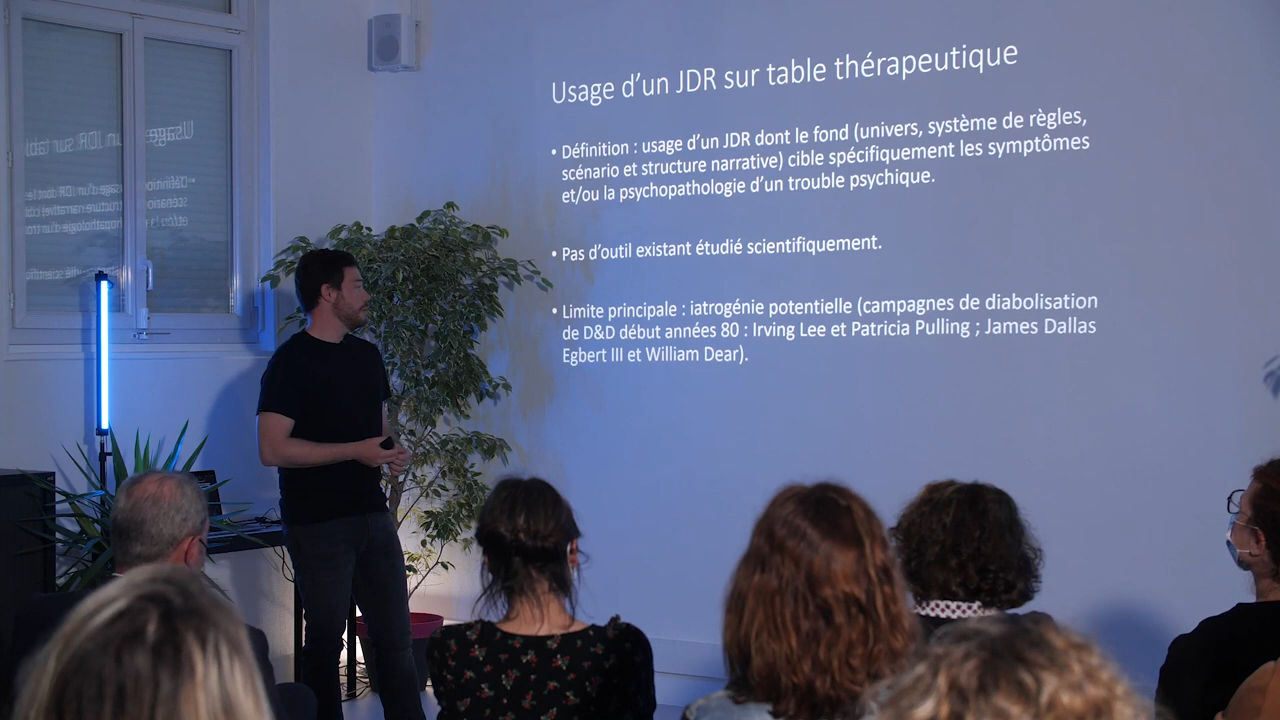 Usage d'un JDR sur table thérapeutique
• Définition : usage d'un JDR dont le fond (univers, système de règles,
scénario et structure narrative) cible spécifiquement les symptômes
et/ou la psychopathologie d'un trouble psychique.
• Pas d'outil existant étudié scientifiquement.
• Limite principale : iatrogénie potentielle (campagnes de diabolisation
de D&D début années 80 : Irving Lee et Patricia Pulling ; James Dallas
Egbert III et William Dear).